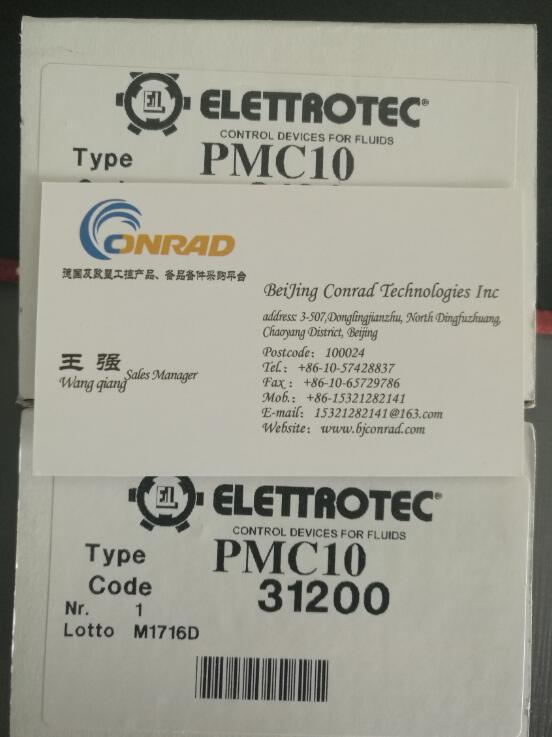 ELETTROTEC®
CONTROL DEVICES FOR FLUIDS
Type PMC10
CONRAD
德国及欧盟工控产品、备品备件采购平台
BeiJing Conrad Technologies Inc
address: 3-507,Donglingjianzhu, North Dingfuzhuang,
Chaoyang District, Beijing
Postcode: 100024
Tel.: +86-10-57428837
Fax : +86-10-65729786
Mob.: +86-15321282141
E-mail: 15321282141@163.com
Website: www.bjconrad.com
王 强
Wang qiang Sales Manager
ELETTROTEC®
CONTROL DEVICES FOR FLUIDS
Type PMC10
Code 31200
Nr. 1
Lotto M1716D